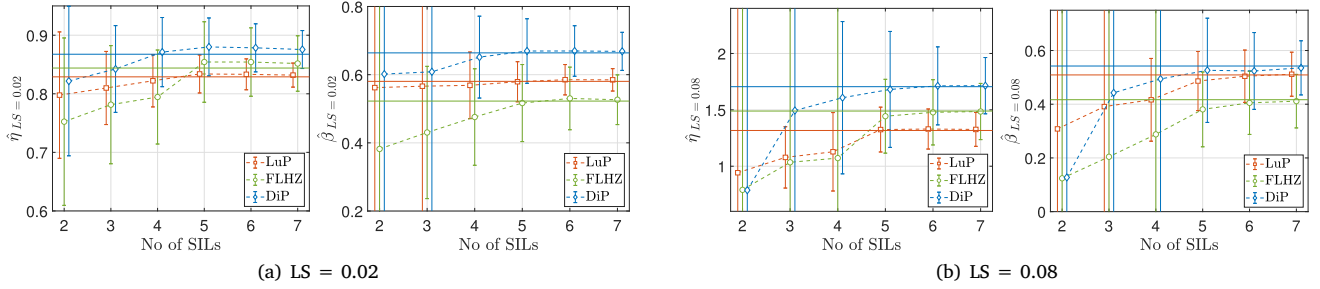 0.9
0.8
0.7
0.6
η̂ LS = 0.02
2 3 4 5 6 7
No of SILs
LuP
FLHZ
DiP
0.8
0.6
0.4
0.2
β̂ LS = 0.02
2 3 4 5 6 7
No of SILs
LuP
FLHZ
DiP
(a) LS = 0.02
2
1.5
1
η̂ LS = 0.08
2 3 4 5 6 7
No of SILs
LuP
FLHZ
DiP
0.6
0.4
0.2
0
β̂ LS = 0.08
2 3 4 5 6 7
No of SILs
LuP
FLHZ
DiP
(b) LS = 0.08